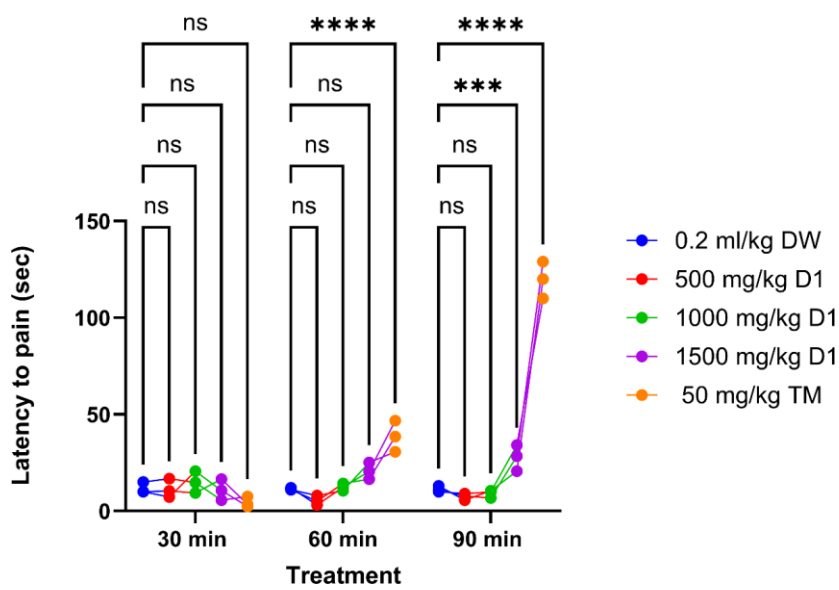 ns
ns
ns
ns
****
ns
ns
ns
****
***
ns
ns
Latency to pain (sec)
150
100
50
0
30 min
60 min
90 min
Treatment
0.2 ml/kg DW
500 mg/kg D1
1000 mg/kg D1
1500 mg/kg D1
50 mg/kg TM